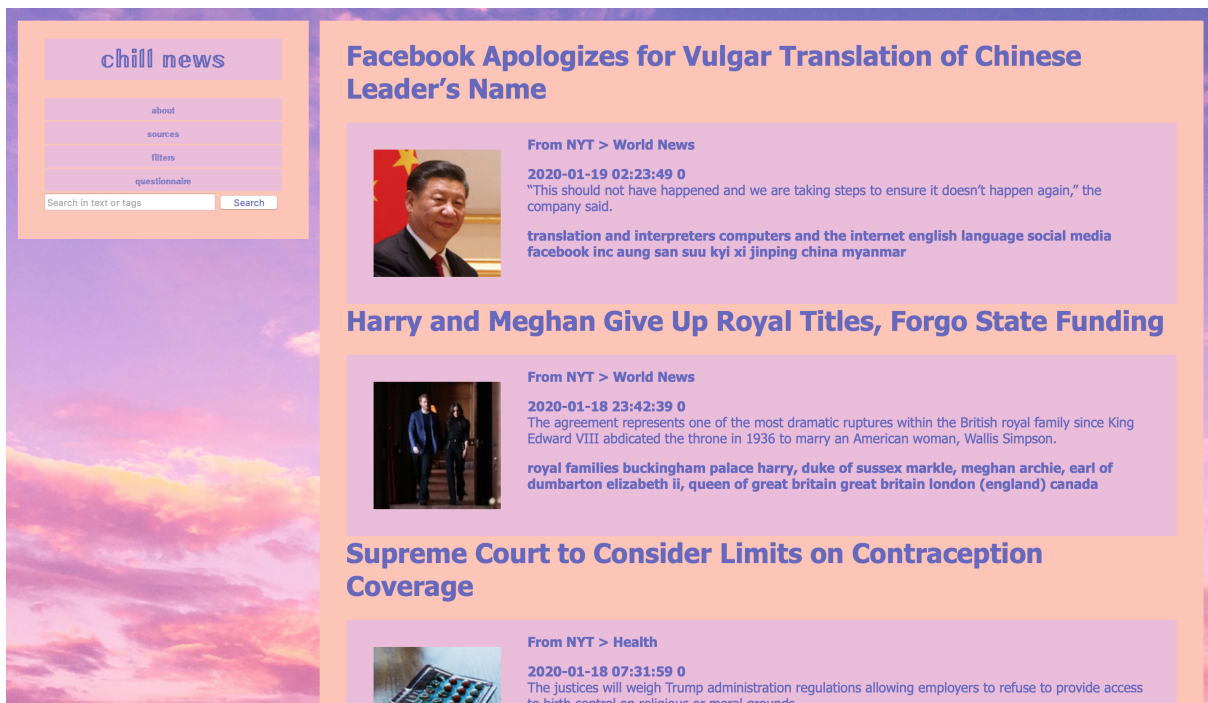 chill news
about
sources
filters
questionnaire
Search in text or tags
Search
Facebook Apologizes for Vulgar Translation of Chinese
Leader’s Name
From NYT > World News
2020-01-19 02:23:49 0
“This should not have happened and we are taking steps to ensure it doesn’t happen again,” the
company said.
translation and interpreters computers and the internet english language social media
facebook inc aung san suu kyi xi jinping china myanmar
Harry and Meghan Give Up Royal Titles, Forgo State Funding
From NYT > World News
2020-01-18 23:42:39 0
The agreement represents one of the most dramatic ruptures within the British royal family since King
Edward VIII abdicated the throne in 1936 to marry an American woman, Wallis Simpson.
royal families buckingham palace harry, duke of sussex markle, meghan archie, earl of
dumbarton elizabeth ii, queen of great britain great britain london (england) canada
Supreme Court to Consider Limits on Contraception
Coverage
From NYT > Health
2020-01-18 07:31:59 0
The justices will weigh Trump administration regulations allowing employers to refuse to provide access
to birth control on religious or moral grounds.